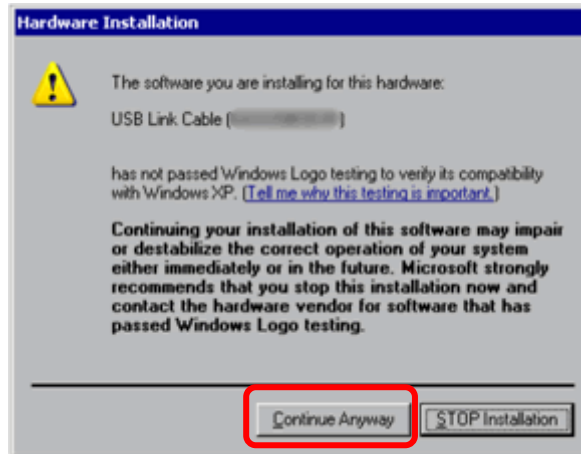 Hardware Installation
The software you are installing for this hardware:
USB Link Cable ( )
has not passed Windows Logo testing to verify its compatibility
with Windows XP. (Tell me why this testing is important.)
Continuing your installation of this software may impair
or destabilize the correct operation of your system
either immediately or in the future. Microsoft strongly
recommends that you stop this installation now and
contact the hardware vendor for software that has
passed Windows Logo testing.
Continue Anyway STOP Installation